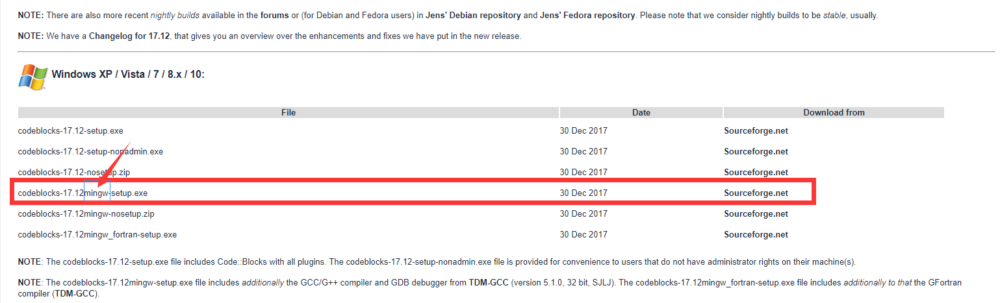 NOTE: There are also more recent nightly builds available in the forums or (for Debian and Fedora users) in Jens' Debian repository and Jens' Fedora repository. Please note that we consider nightly builds to be stable, usually.
NOTE: We have a Changelog for 17.12, that gives you an overview over the enhancements and fixes we have put in the new release.
Windows XP / Vista / 7 / 8.x / 10:
File Date Download from
codeblocks-17.12-setup.exe 30 Dec 2017 Sourceforge.net
codeblocks-17.12-setup-nonadmin.exe 30 Dec 2017 Sourceforge.net
codeblocks-17.12-nosetup.zip 30 Dec 2017 Sourceforge.net
codeblocks-17.12mingw-setup.exe 30 Dec 2017 Sourceforge.net
codeblocks-17.12mingw-nosetup.zip 30 Dec 2017 Sourceforge.net
codeblocks-17.12mingw_fortran-setup.exe 30 Dec 2017 Sourceforge.net
NOTE: The codeblocks-17.12-setup.exe file includes Code::Blocks with all plugins. The codeblocks-17.12-setup-nonadmin.exe file is provided for convenience to users that do not have administrator rights on their machine(s).
NOTE: The codeblocks-17.12mingw-setup.exe file includes additionally the GCC/G++ compiler and GDB debugger from TDM-GCC (version 5.1.0, 32 bit, SJLJ). The codeblocks-17.12mingw_fortran-setup.exe file includes additionally to that the GFortran
compiler (TDM-GCC).